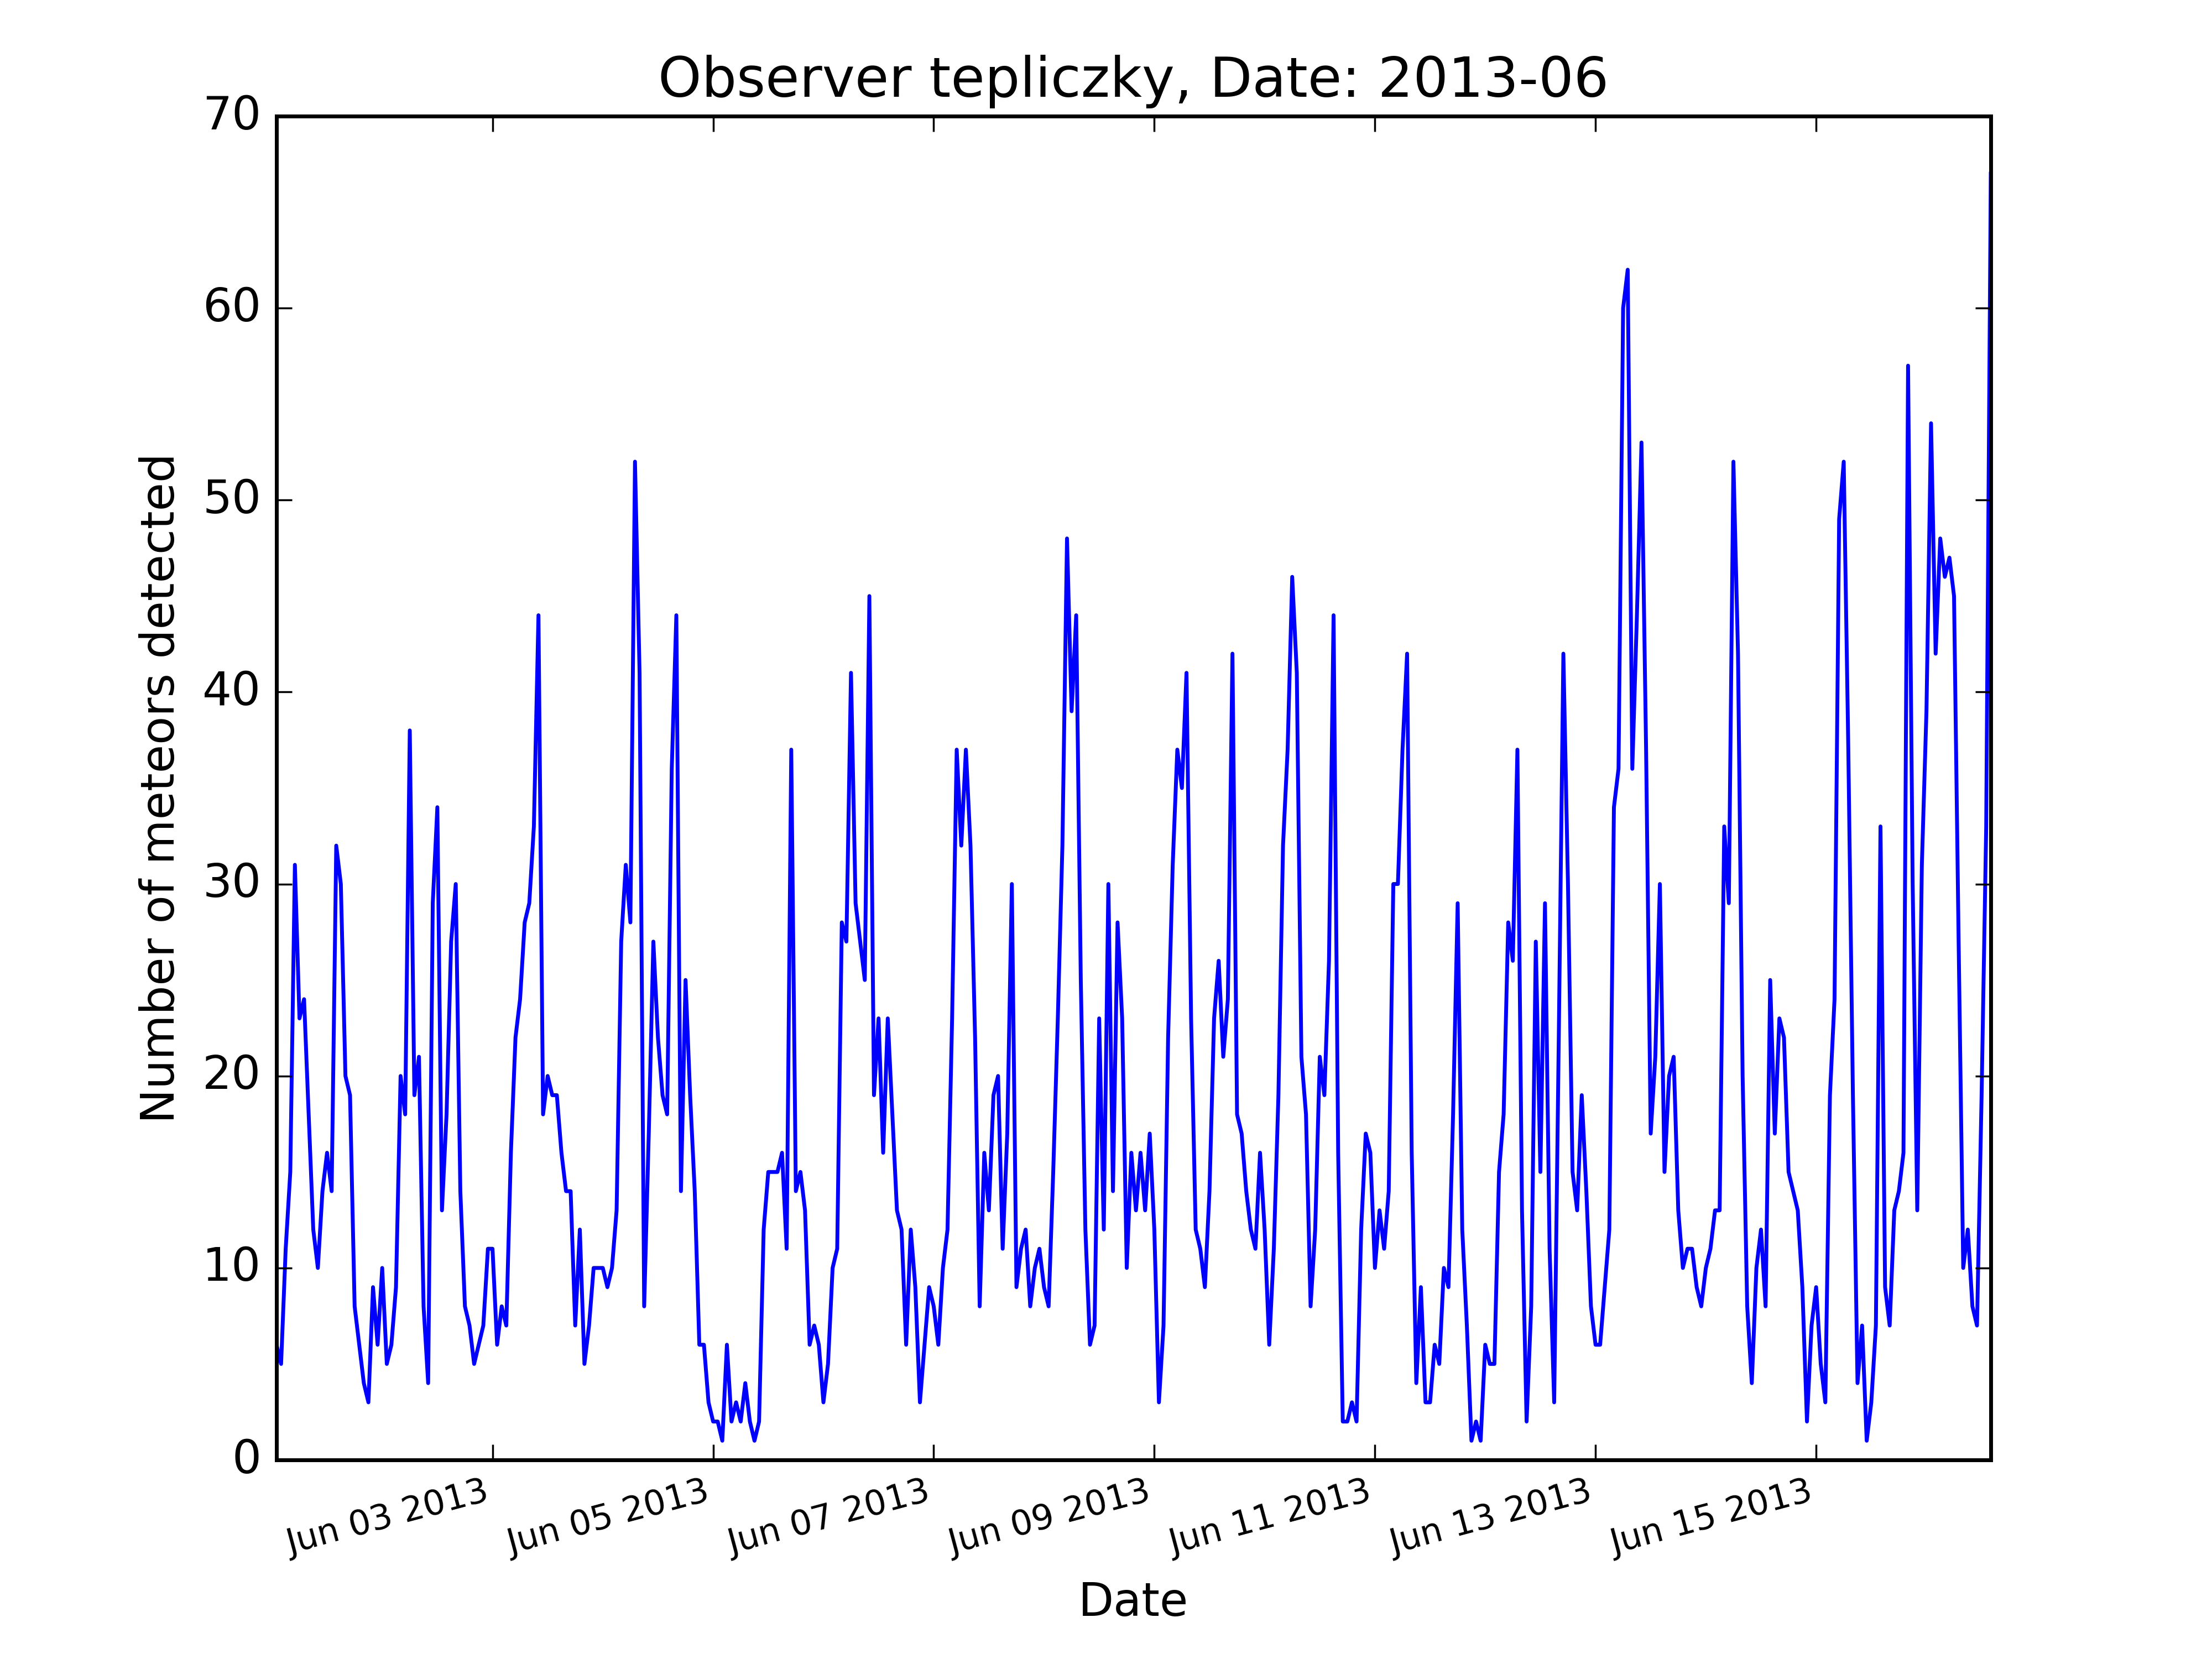 Observer tepliczky, Date: 2013-06
Number of meteors detected
70
60
50
40
30
20
10
0
Jun 03 2013
Jun 05 2013
Jun 07 2013
Jun 09 2013
Jun 11 2013
Jun 13 2013
Jun 15 2013
Date